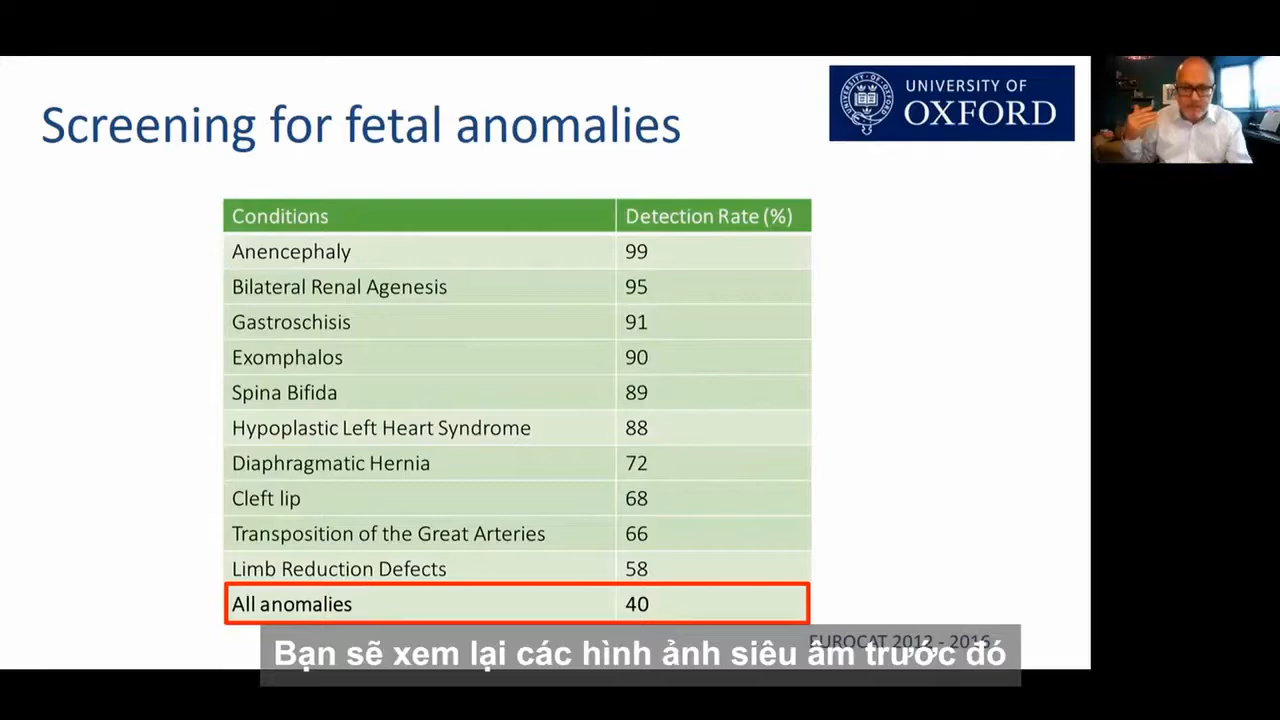 Screening for fetal anomalies
UNIVERSITY OF
OXFORD
Conditions Detection Rate (%)
Anencephaly 99
Bilateral Renal Agenesis 95
Gastroschisis 91
Exomphalos 90
Spina Bifida 89
Hypoplastic Left Heart Syndrome 88
Diaphragmatic Hernia 72
Cleft lip 68
Transposition of the Great Arteries 66
Limb Reduction Defects 58
All anomalies 40
EUROCAT 2012 - 2016
Bạn sẽ xem lại các hình ảnh siêu âm trước đó